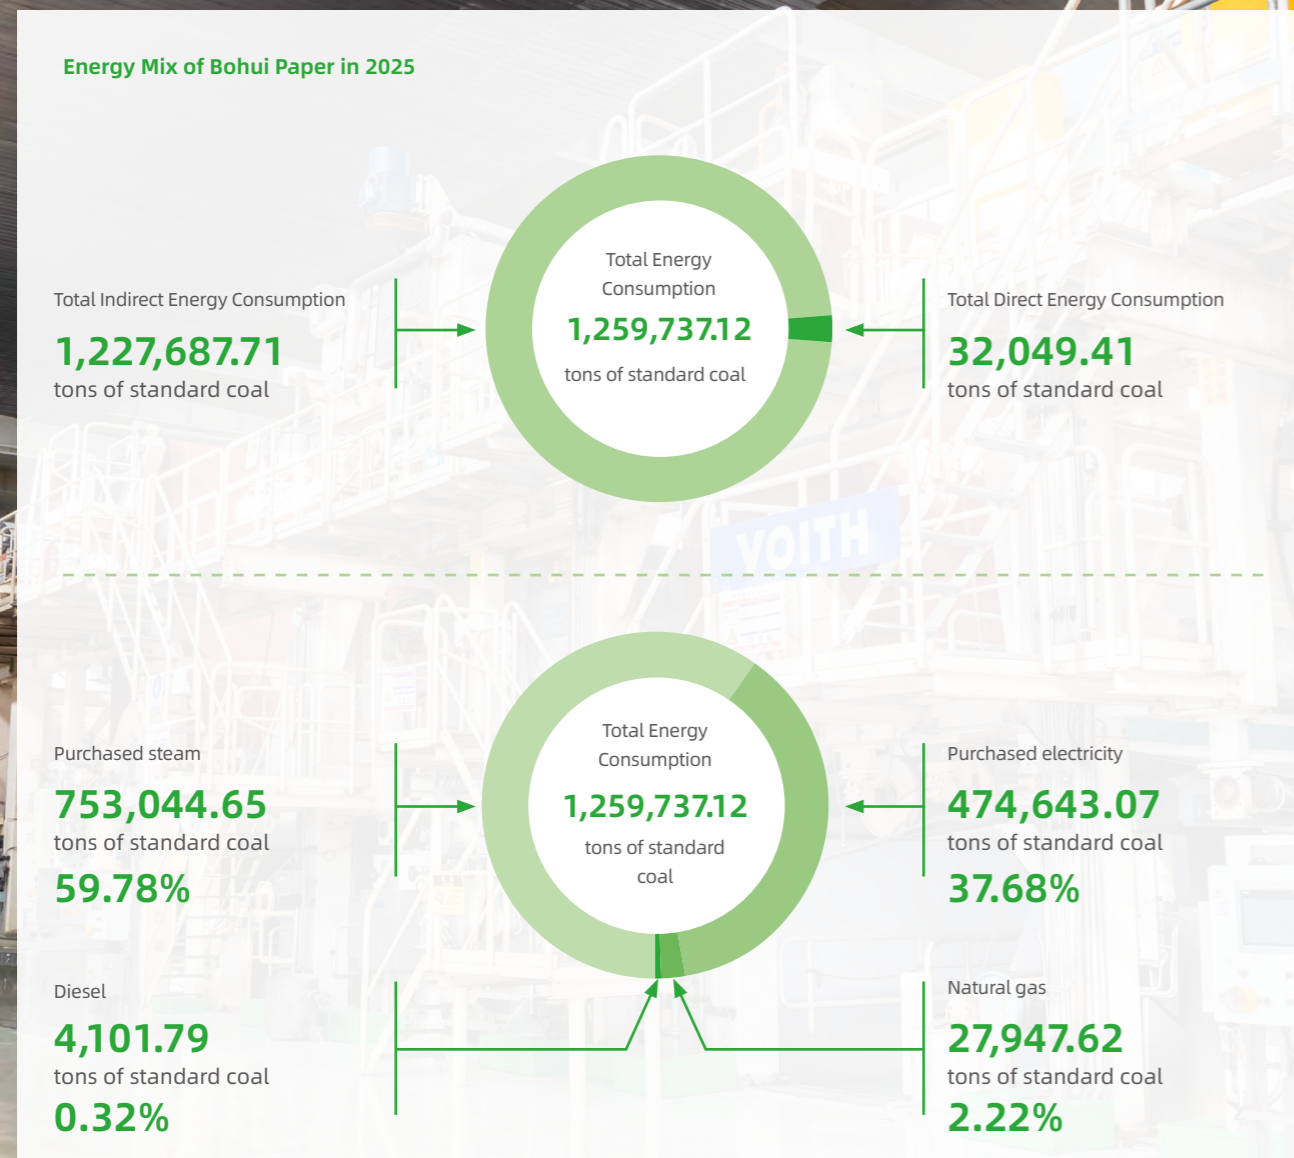 Energy Mix of Bohui Paper in 2025
Total Indirect Energy Consumption
1,227,687.71
tons of standard coal
Total Energy
Consumption
1,259,737.12
tons of standard coal
Total Direct Energy Consumption
32,049.41
tons of standard coal
VOITH
Purchased steam
753,044.65
tons of standard coal
59.78%
Total Energy
Consumption
1,259,737.12
tons of standard
coal
Purchased electricity
474,643.07
tons of standard coal
37.68%
Diesel
4,101.79
tons of standard coal
0.32%
Natural gas
27,947.62
tons of standard coal
2.22%